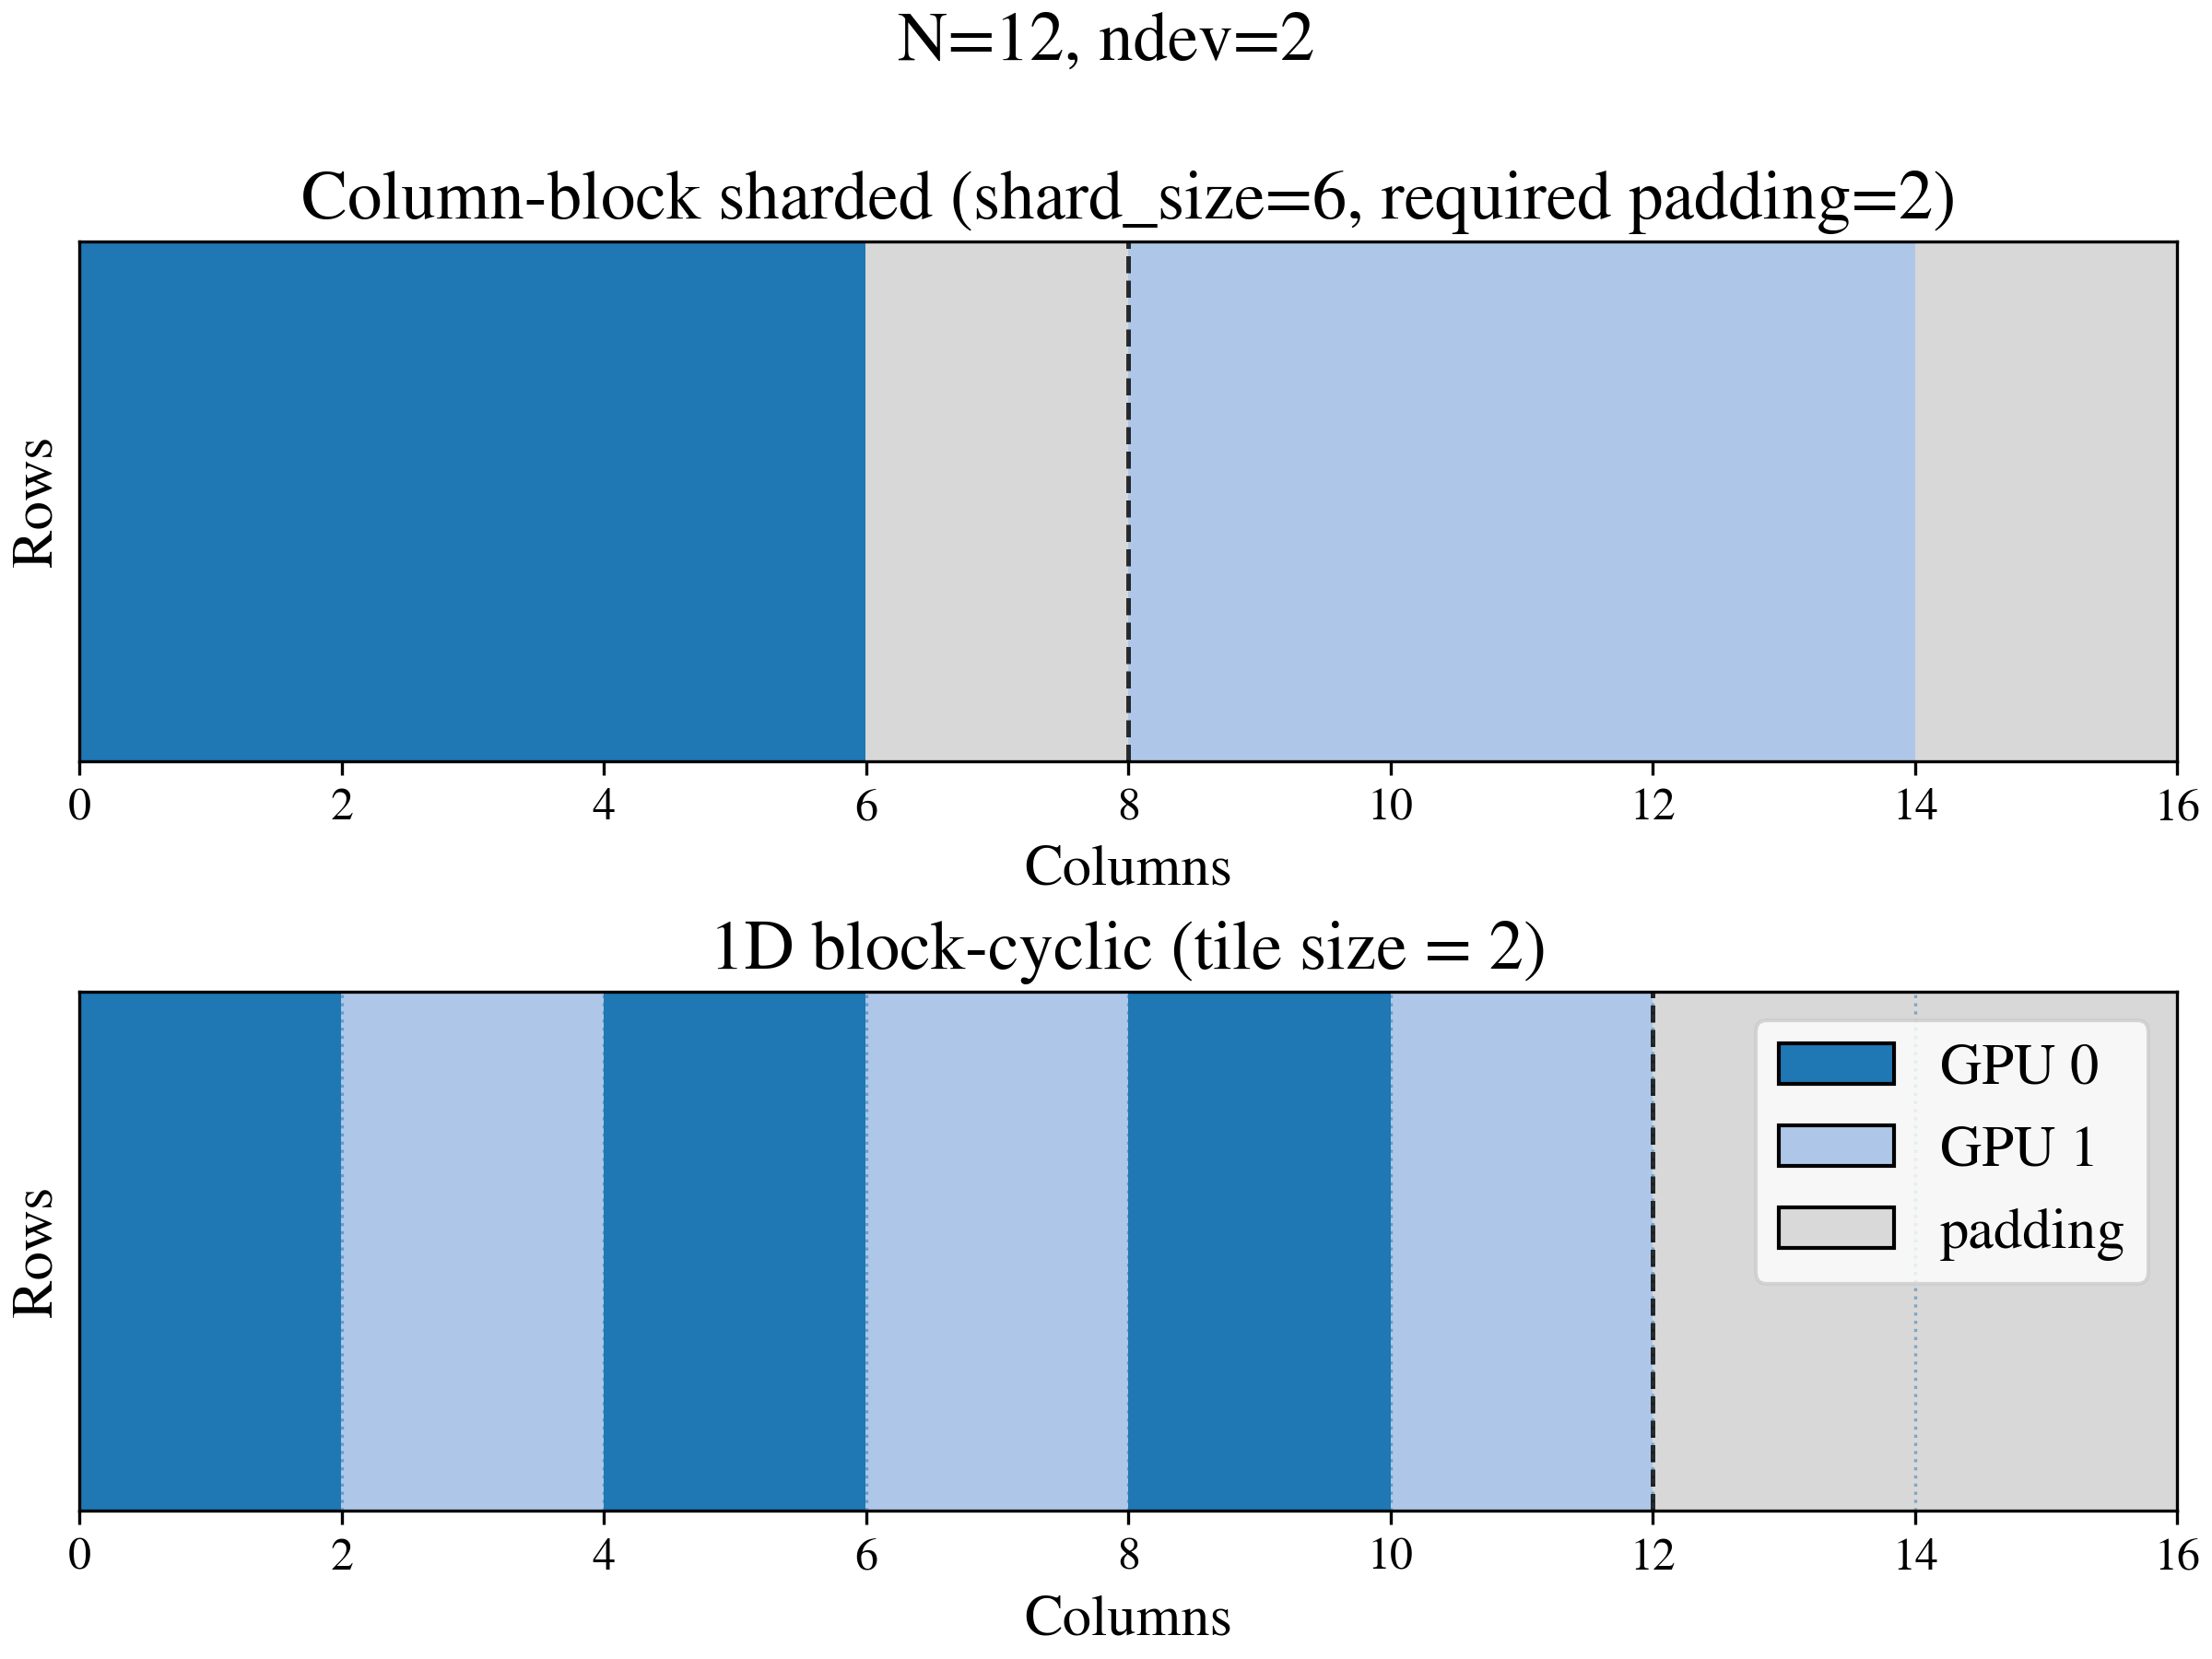 N=12, ndev=2
Column-block sharded (shard_size=6, required padding=2)
Rows
0 2 4 6 8 10 12 14 16
Columns
1D block-cyclic (tile size = 2)
GPU 0
GPU 1
padding
Rows
0 2 4 6 8 10 12 14 16
Columns